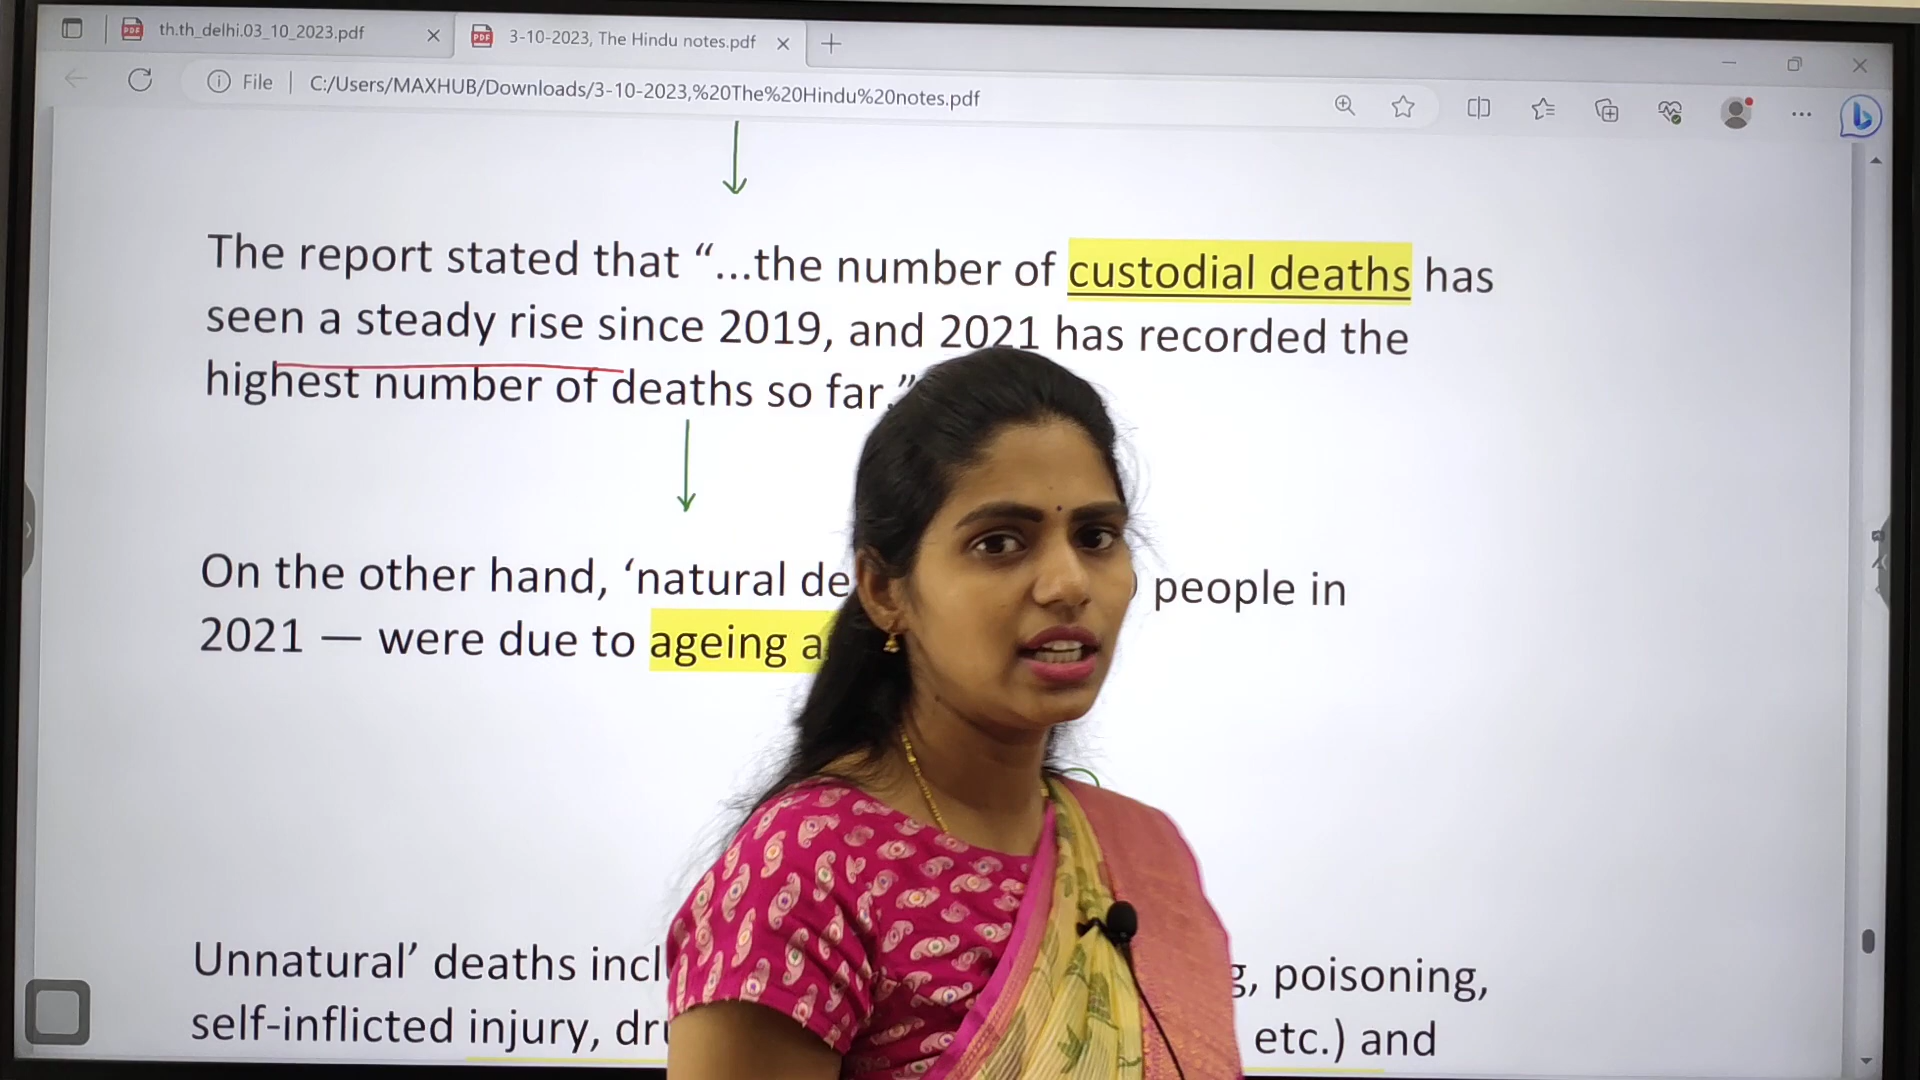 th.th_delhi.03_10_2023.pdf
3-10-2023, The Hindu notes.pdf
File
C:/Users/MAXHUB/Downloads/3-10-2023,%20The%20Hindu%20notes.pdf
The report stated that “...the number of custodial deaths has
seen a steady rise since 2019, and 2021 has recorded the
highest number of deaths so far.”
On the other hand, ‘natural people in
2021 — were due to ageing
Unnatural’ deaths poisoning,
self-inflicted injury, etc.) and